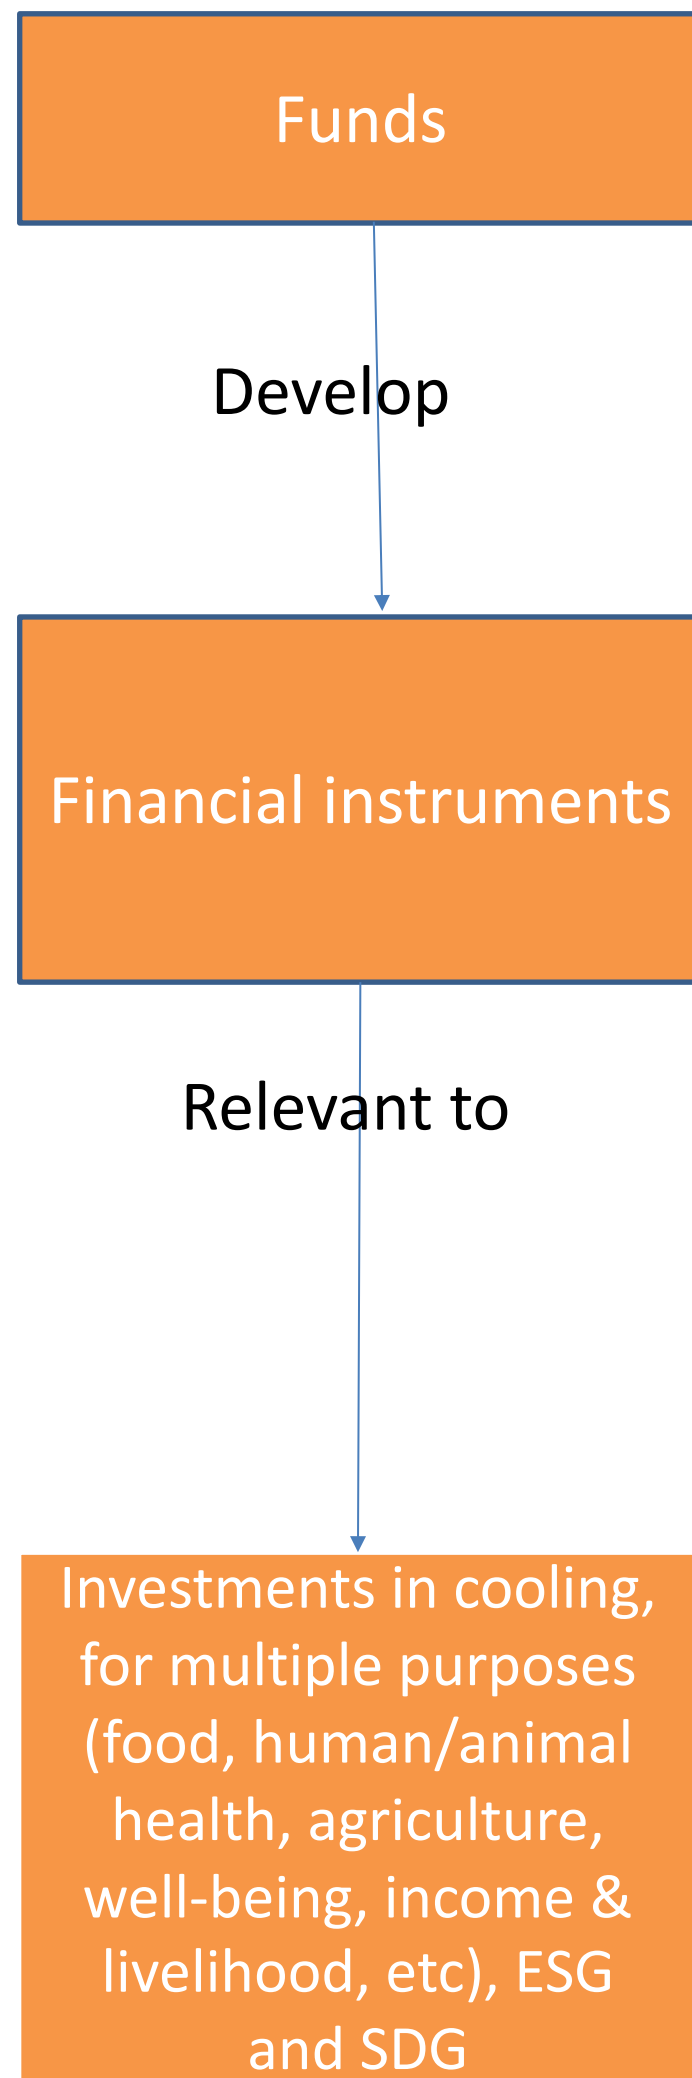 Funds
Develop
Financial instruments
Relevant to
Investments in cooling,
for multiple purposes
(food, human/animal
health, agriculture,
well-being, income &
livelihood, etc), ESG
and SDG